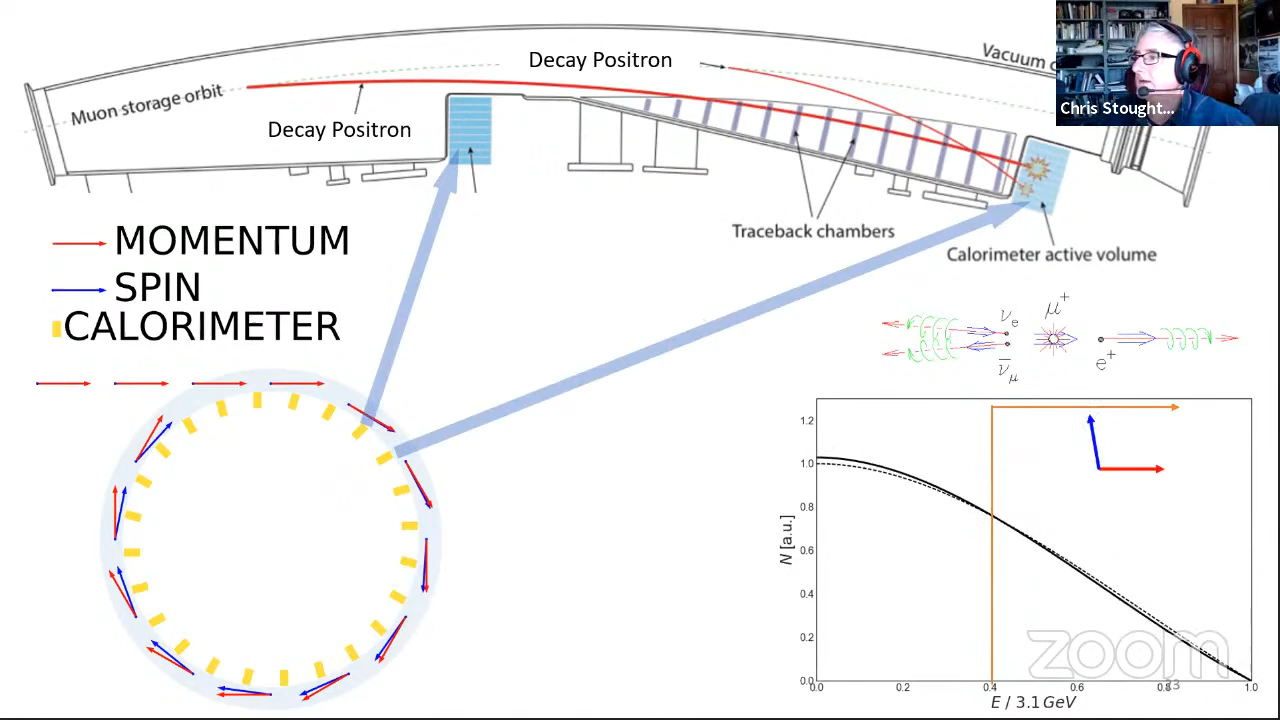 Decay Positron
Vacuum c
Chris Stought...
Muon storage orbit
Decay Positron
Traceback chambers
Calorimeter active volume
MOMENTUM
SPIN
CALORIMETER
νe
μ+
ν̄μ
e+
1.2
1.0
0.8
0.6
0.4
0.2
0.0
N [a.u.]
0.0 0.2 0.4 0.6 0.8 1.0
E / 3.1 GeV
zoom